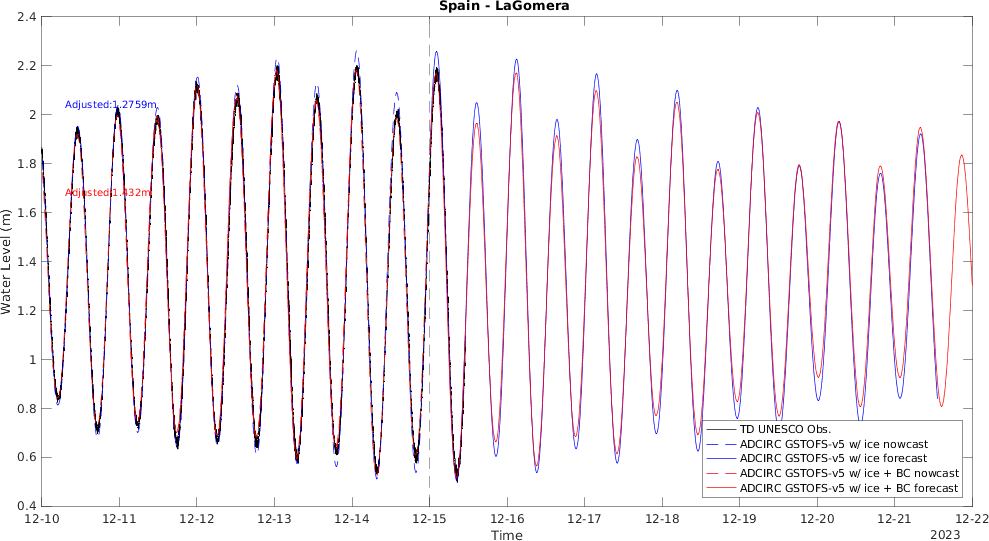 Spain - LaGomera
2.4
2.2
2
1.8
1.6
1.4
1.2
1
0.8
0.6
0.4
Water Level (m)
Adjusted:1.2759m
Adjusted:1.432m
TD UNESCO Obs.
ADCIRC GSTOFS-v5 w/ ice nowcast
ADCIRC GSTOFS-v5 w/ ice forecast
ADCIRC GSTOFS-v5 w/ ice + BC nowcast
ADCIRC GSTOFS-v5 w/ ice + BC forecast
12-10 12-11 12-12 12-13 12-14 12-15 12-16 12-17 12-18 12-19 12-20 12-21 12-22
Time
2023